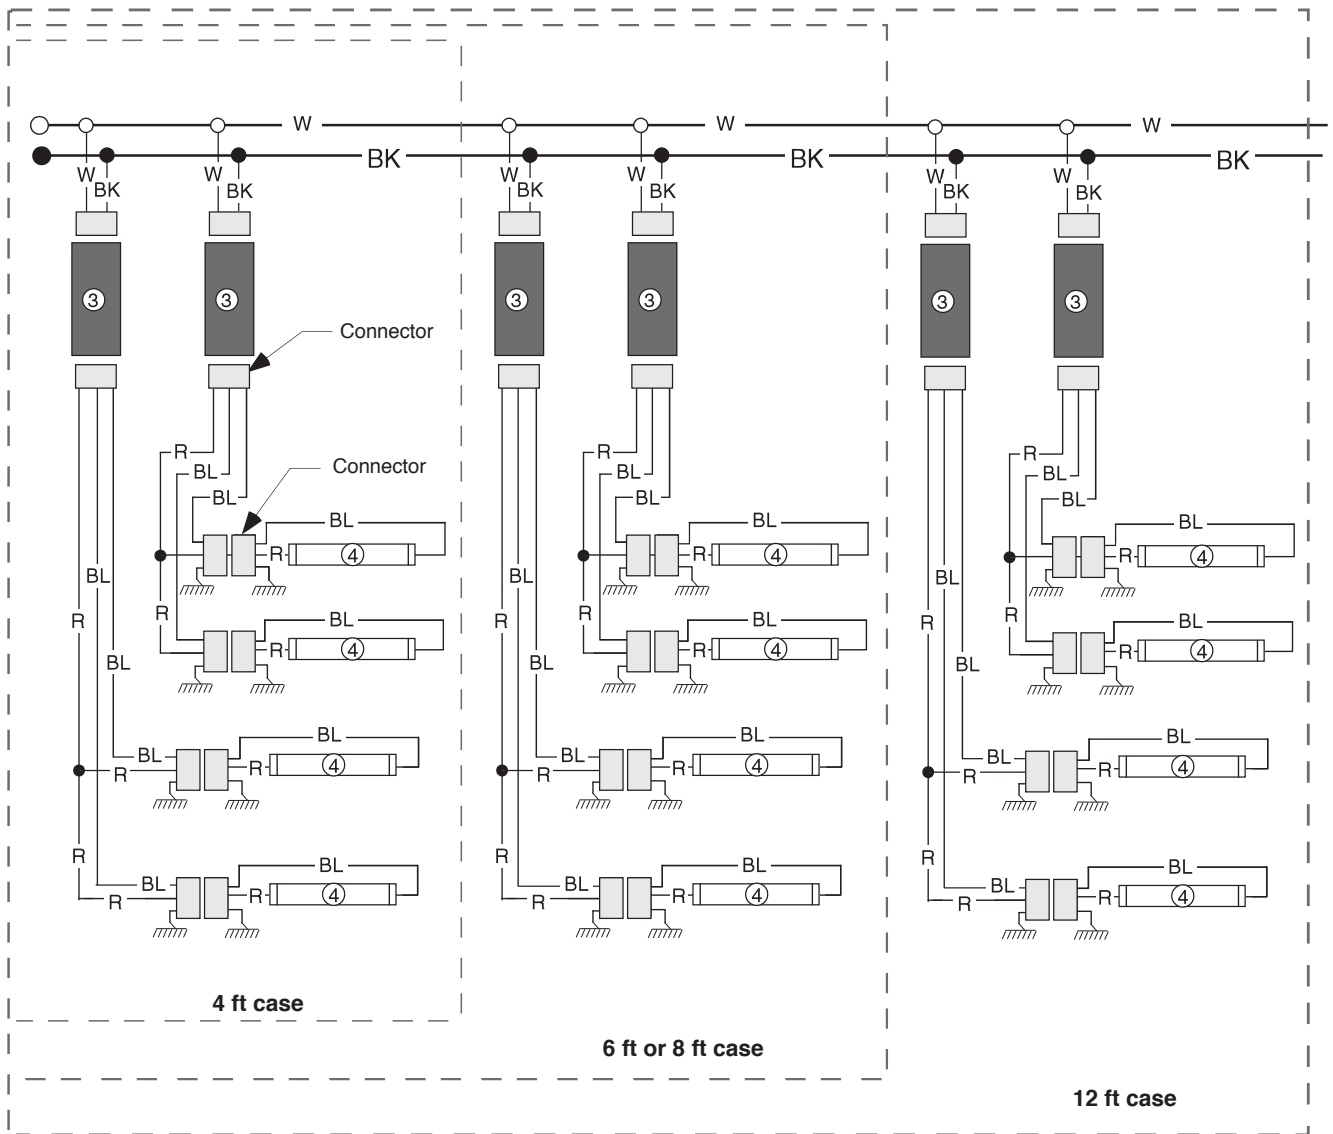 W W W
BK BK BK
W W W W W W
BK BK BK BK BK BK
3 3 3 3 3 3
Connector
R R R
BL BL BL
Connector
BL BL BL
BL BL BL
R 4 R 4 R 4
BL BL BL
R R R R R R
BL BL BL
R 4 R 4 R 4
BL BL BL
BL BL BL
BL BL BL
R R 4 R R 4 R R 4
R R R
BL BL BL
BL BL BL
R R 4 R R 4 R R 4
4 ft case
6 ft or 8 ft case
12 ft case